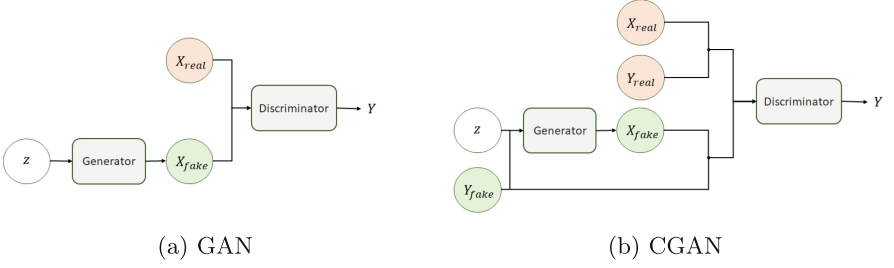 X_real
Discriminator
Y
z
Generator
X_fake
(a) GAN
X_real
Y_real
Discriminator
Y
z
Generator
X_fake
Y_fake
(b) CGAN